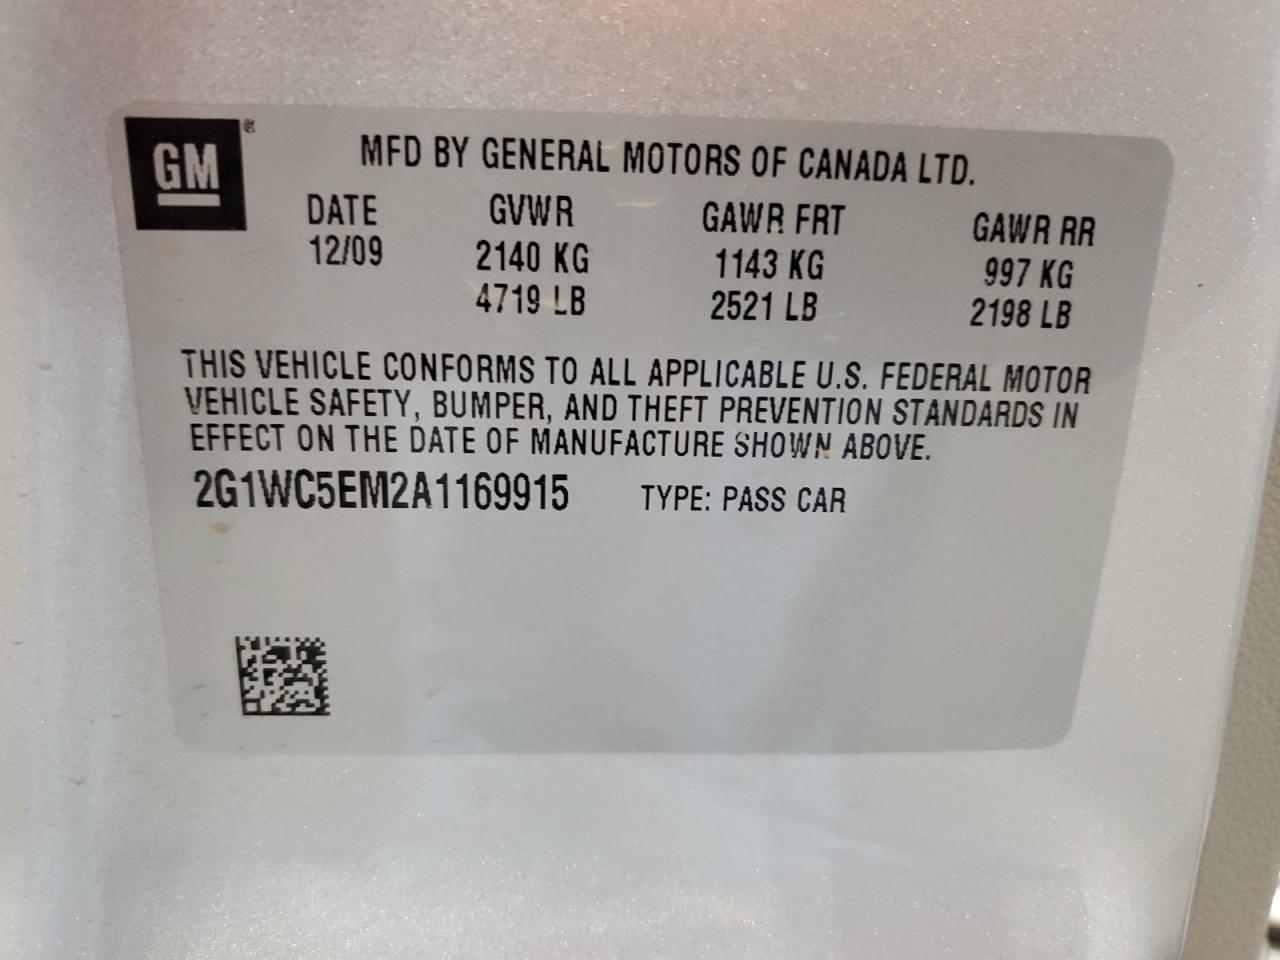 GM ®
MFD BY GENERAL MOTORS OF CANADA LTD.
DATE GVWR GAWR FRT GAWR RR
12/09 2140 KG 1143 KG 997 KG
4719 LB 2521 LB 2198 LB
THIS VEHICLE CONFORMS TO ALL APPLICABLE U.S. FEDERAL MOTOR
VEHICLE SAFETY, BUMPER, AND THEFT PREVENTION STANDARDS IN
EFFECT ON THE DATE OF MANUFACTURE SHOWN ABOVE.
2G1WC5EM2A1169915 TYPE: PASS CAR